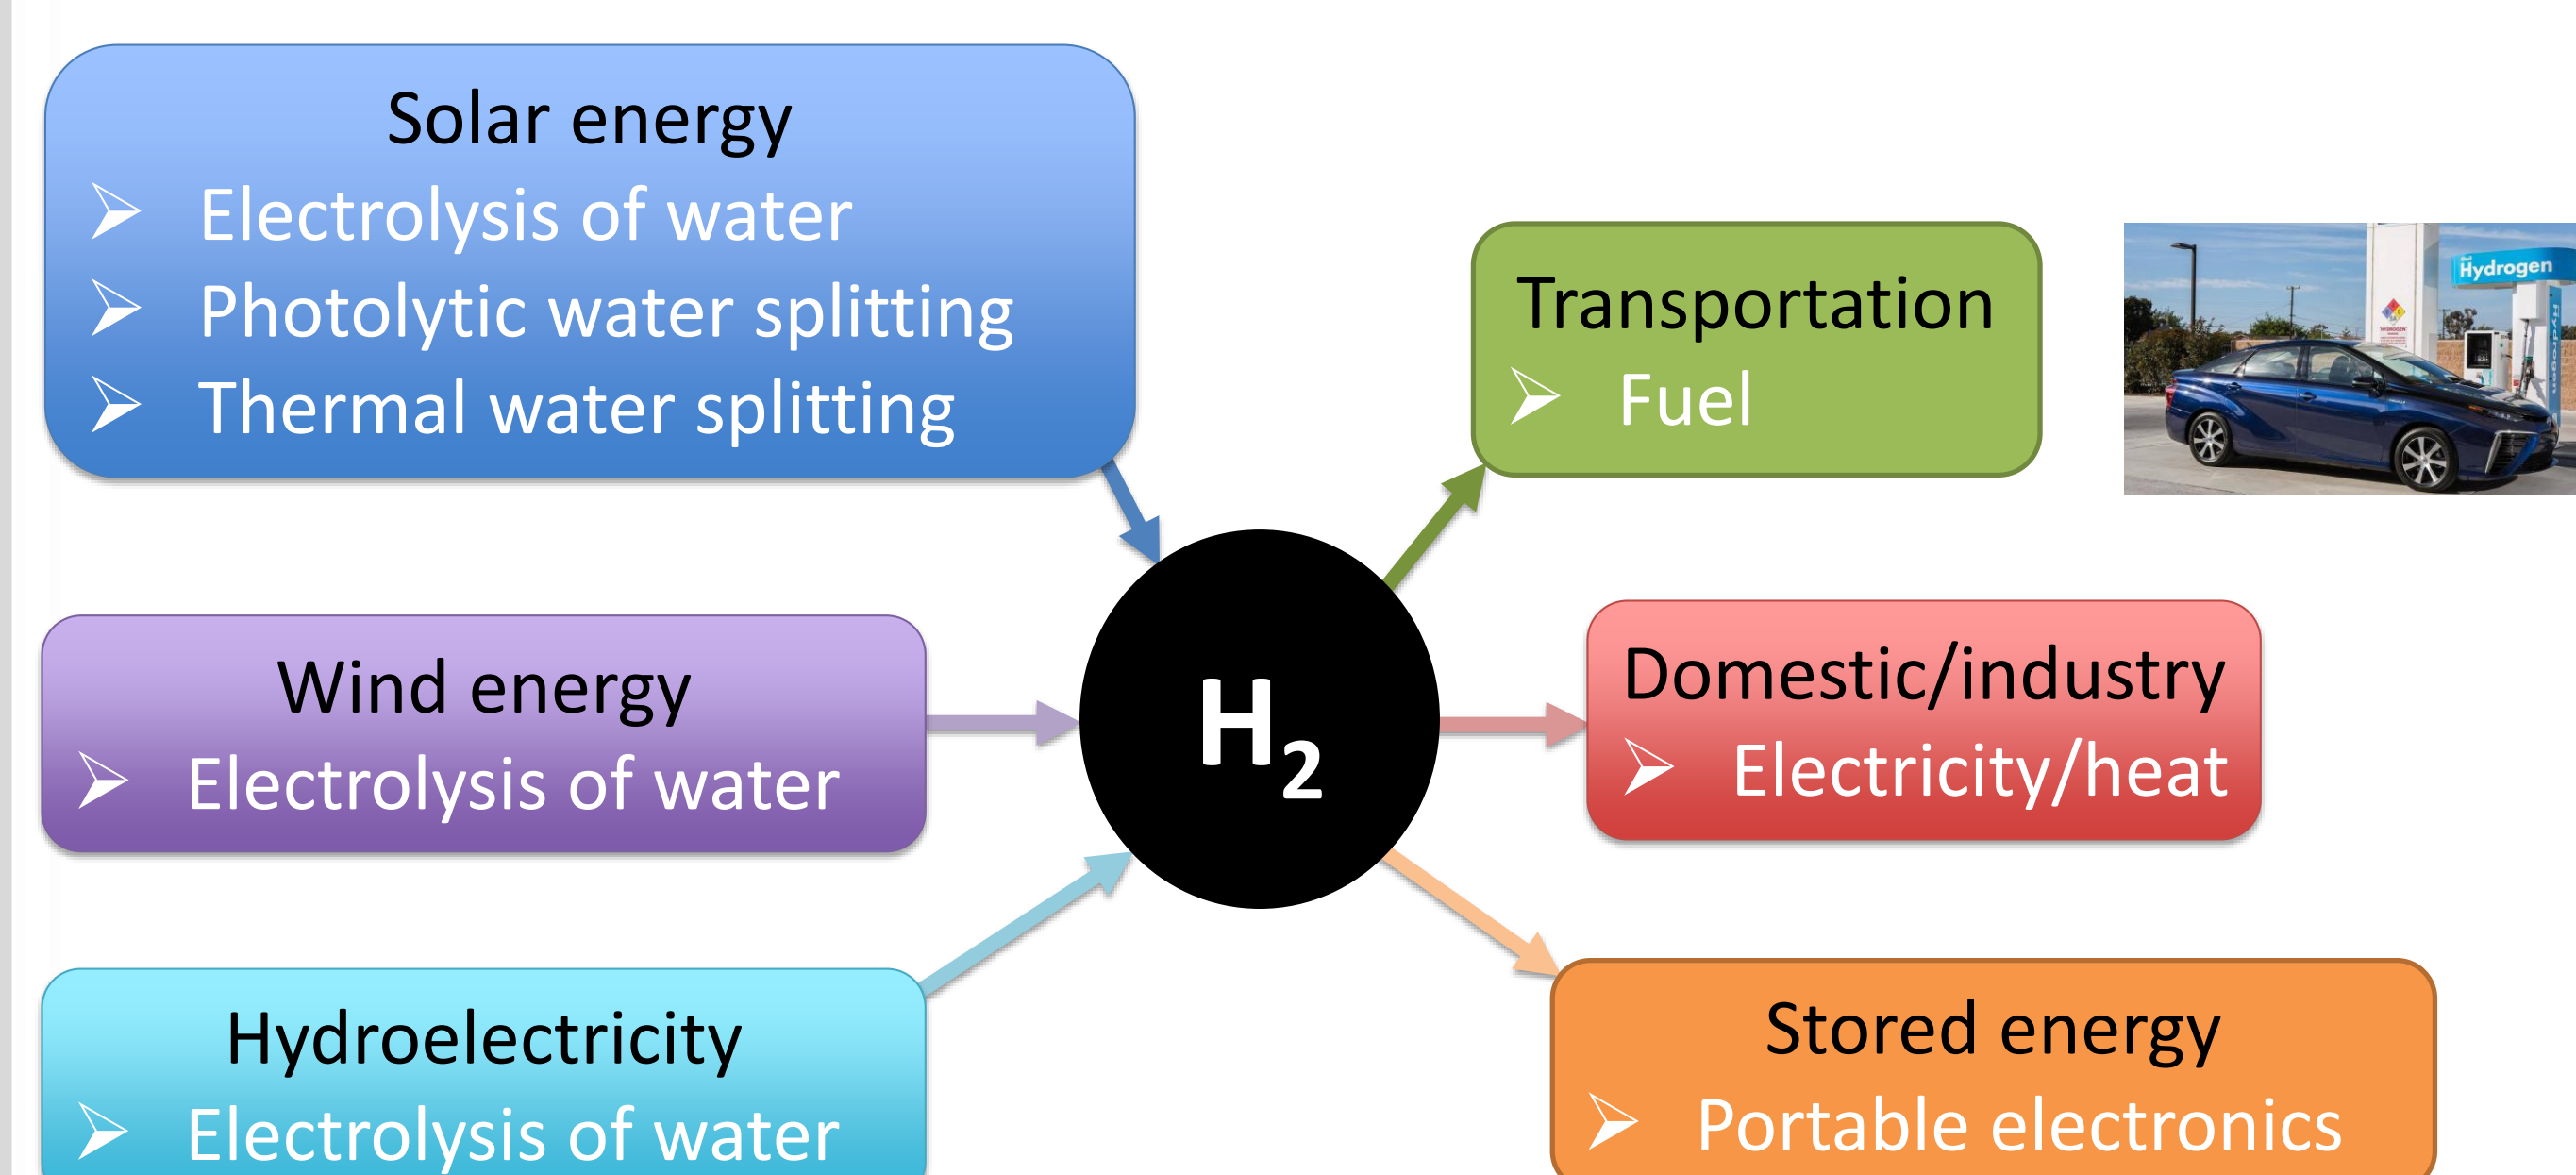 Solar energy
➢ Electrolysis of water
➢ Photolytic water splitting
➢ Thermal water splitting
Wind energy
➢ Electrolysis of water
Hydroelectricity
➢ Electrolysis of water
H₂
Transportation
➢ Fuel
Hydrogen
Hydrogen
Domestic/industry
➢ Electricity/heat
Stored energy
➢ Portable electronics